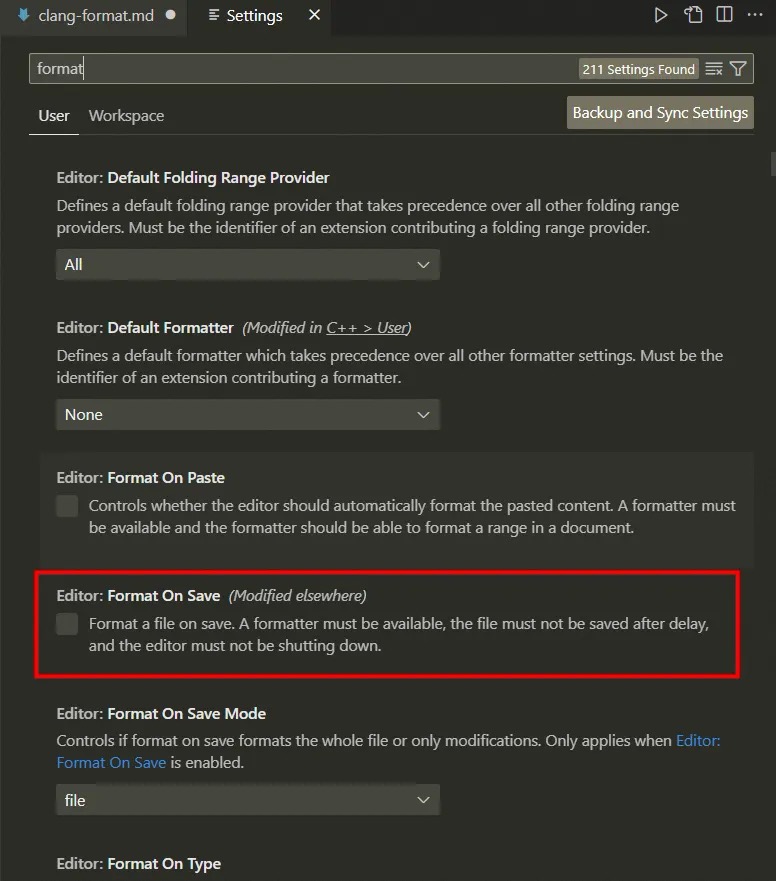 clang-format.md
Settings
format
211 Settings Found
User
Workspace
Backup and Sync Settings
Editor: Default Folding Range Provider
Defines a default folding range provider that takes precedence over all other folding range
providers. Must be the identifier of an extension contributing a folding range provider.
All
Editor: Default Formatter (Modified in C++ > User)
Defines a default formatter which takes precedence over all other formatter settings. Must be the
identifier of an extension contributing a formatter.
None
Editor: Format On Paste
Controls whether the editor should automatically format the pasted content. A formatter must
be available and the formatter should be able to format a range in a document.
Editor: Format On Save (Modified elsewhere)
Format a file on save. A formatter must be available, the file must not be saved after delay,
and the editor must not be shutting down.
Editor: Format On Save Mode
Controls if format on save formats the whole file or only modifications. Only applies when Editor:
Format On Save is enabled.
file
Editor: Format On Type